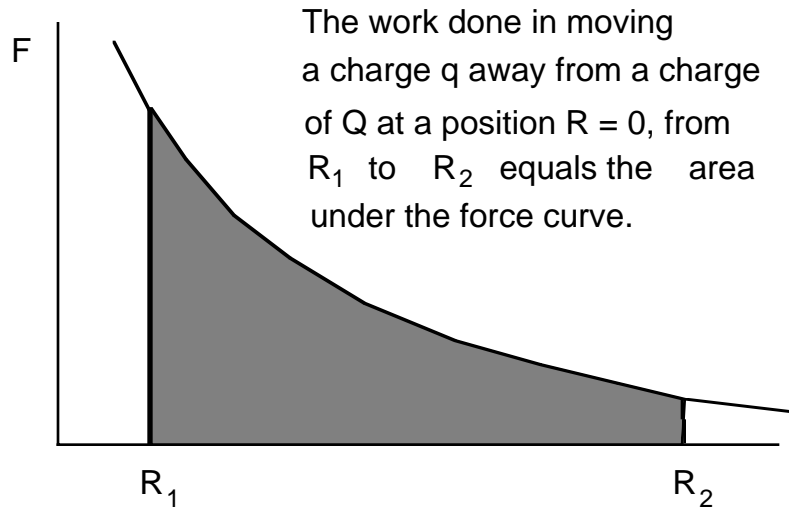 F
The work done in moving
a charge q away from a charge
of Q at a position R = 0, from
R₁ to R₂ equals the area
under the force curve.
R₁ R₂